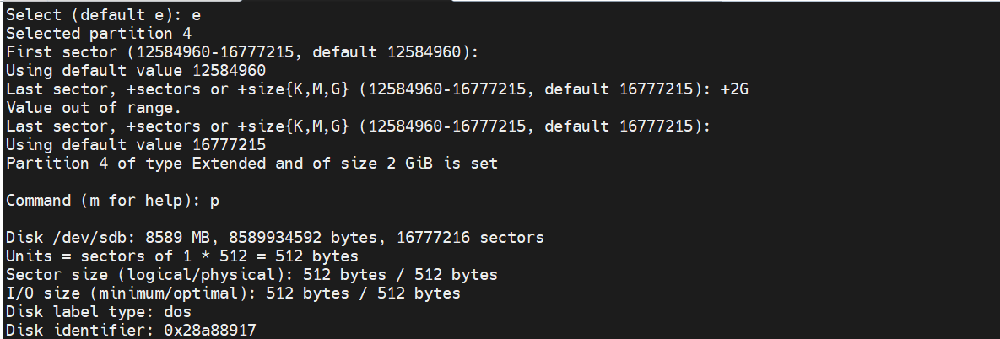 Select (default e): e
Selected partition 4
First sector (12584960-16777215, default 12584960):
Using default value 12584960
Last sector, +sectors or +size{K,M,G} (12584960-16777215, default 16777215): +2G
Value out of range.
Last sector, +sectors or +size{K,M,G} (12584960-16777215, default 16777215):
Using default value 16777215
Partition 4 of type Extended and of size 2 GiB is set
Command (m for help): p
Disk /dev/sdb: 8589 MB, 8589934592 bytes, 16777216 sectors
Units = sectors of 1 * 512 = 512 bytes
Sector size (logical/physical): 512 bytes / 512 bytes
I/O size (minimum/optimal): 512 bytes / 512 bytes
Disk label type: dos
Disk identifier: 0x28a88917